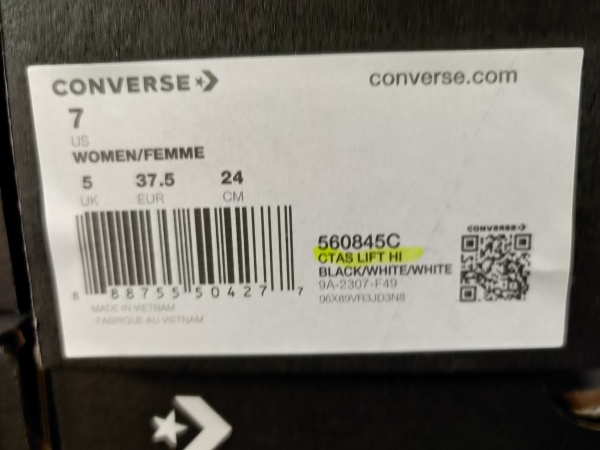 CONVERSE
converse.com
7
US
WOMEN/FEMME
5 37.5 24
UK EUR CM
560845C
CTAS LIFT HI
BLACK/WHITE/WHITE
9A-2307-F49
06X89VR3JD3N8
CONVERSE
8 88755 50427 7
MADE IN VIETNAM
FABRIQUE AU VIETNAM